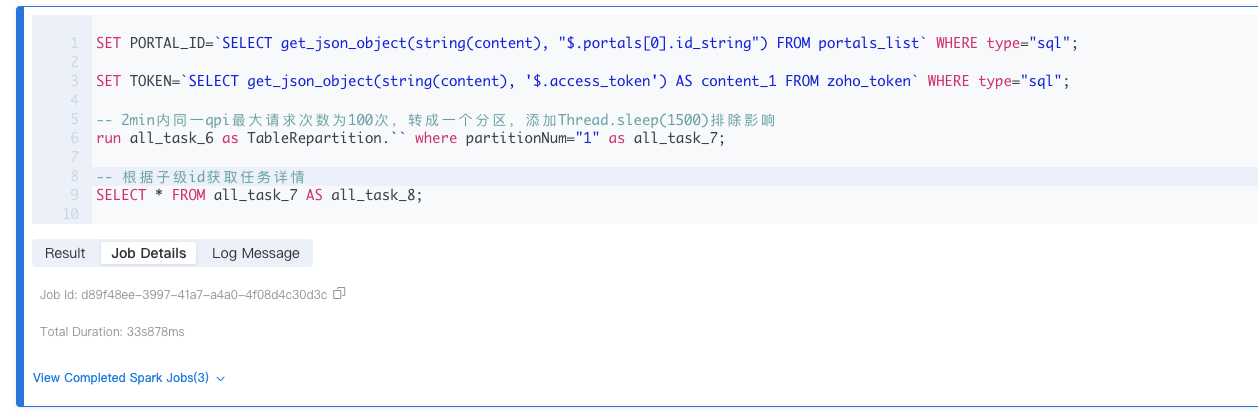 1 SET PORTAL_ID=`SELECT get_json_object(string(content), "$.portals[0].id_string") FROM portals_list` WHERE type="sql";
2
3 SET TOKEN=`SELECT get_json_object(string(content), '$.access_token') AS content_1 FROM zoho_token` WHERE type="sql";
4
5 -- 2min内同一qpi最大请求次数为100次，转成一个分区，添加Thread.sleep(1500)排除影响
6 run all_task_6 as TableRepartition.`` where partitionNum="1" as all_task_7;
7
8 -- 根据子级id获取任务详情
9 SELECT * FROM all_task_7 AS all_task_8;
10
Result Job Details Log Message
Job Id: d89f48ee-3997-41a7-a4a0-4f08d4c30d3c
Total Duration: 33s878ms
View Completed Spark Jobs(3)